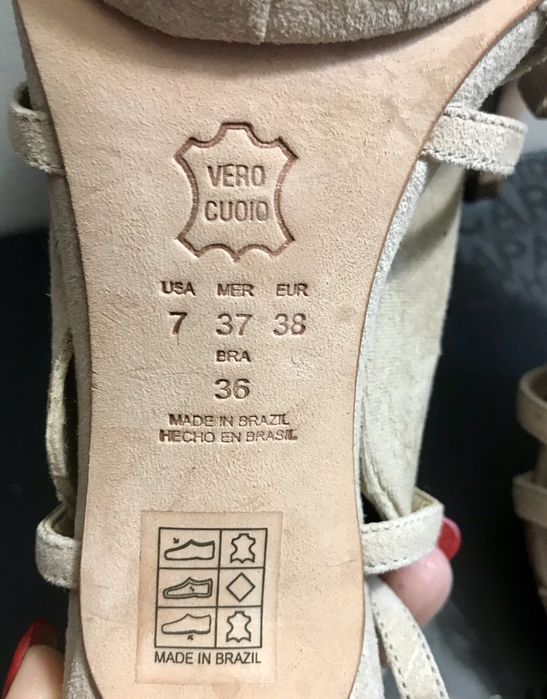 VERO
CUOIO
USA MER EUR
7 37 38
BRA
36
MADE IN BRAZIL
HECHO EN BRASIL
MADE IN BRAZIL